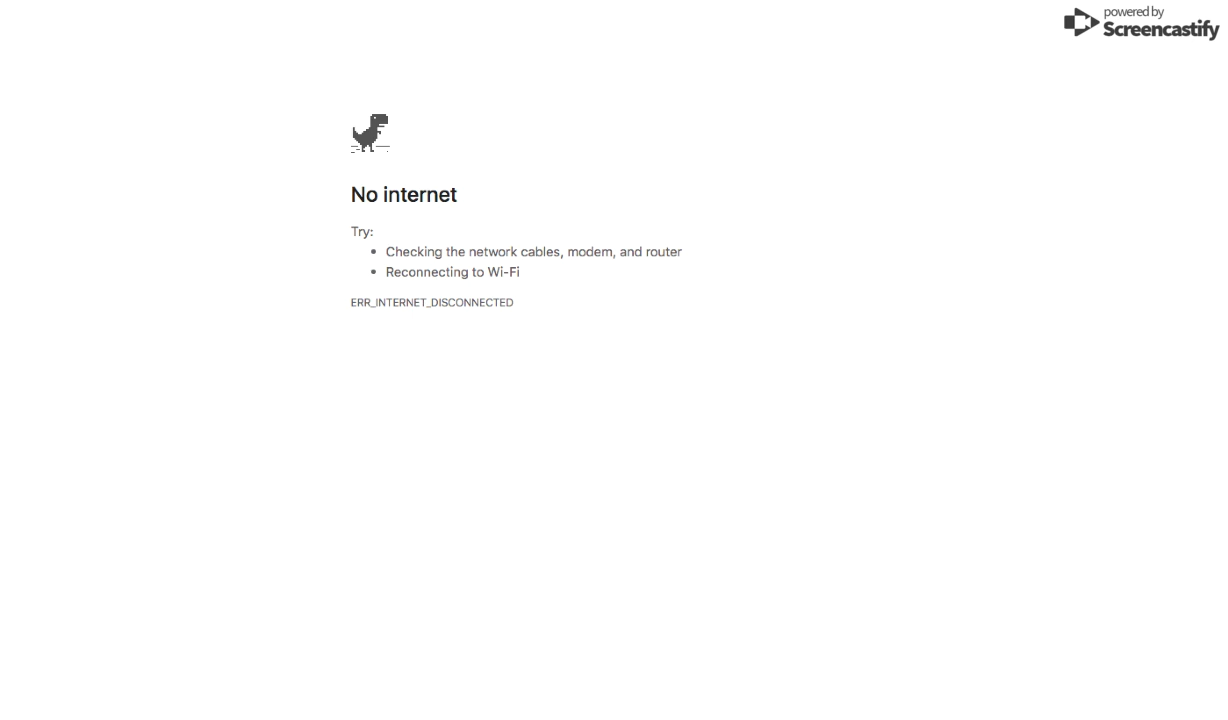 powered by
Screencastify
No internet
Try:
• Checking the network cables, modem, and router
• Reconnecting to Wi-Fi
ERR_INTERNET_DISCONNECTED